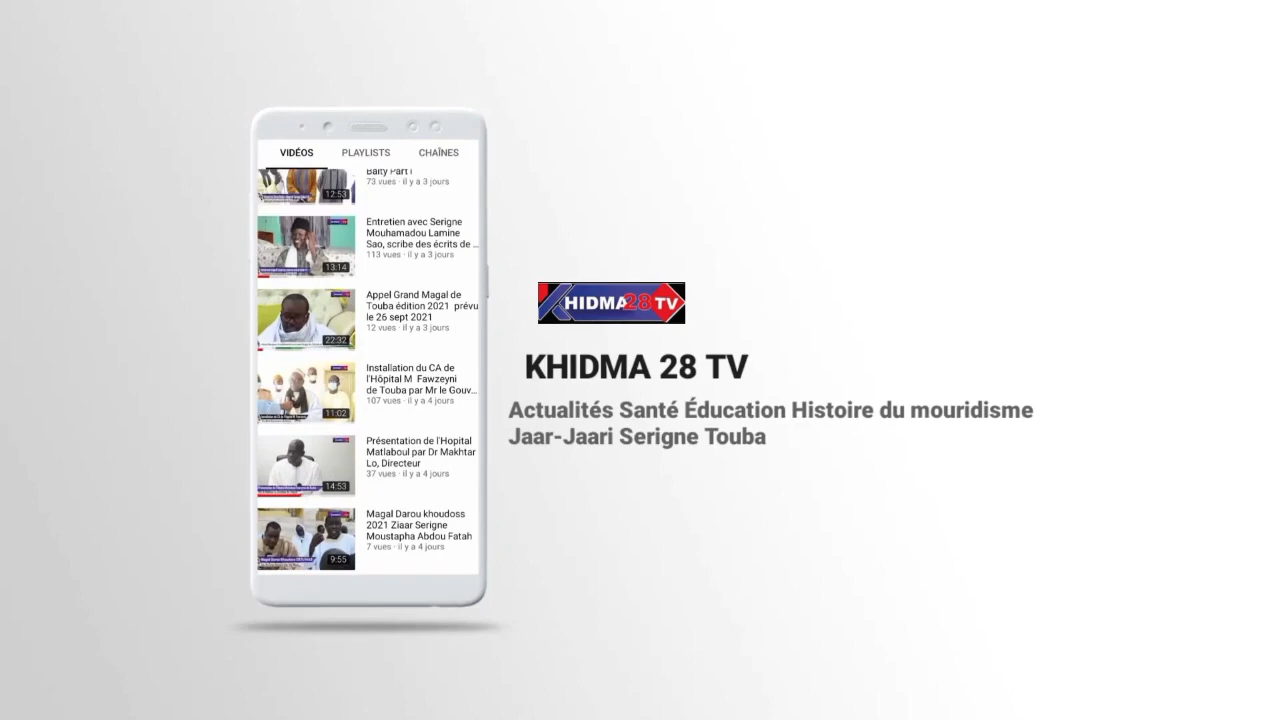 VIDÉOS PLAYLISTS CHAÎNES
Balty Part I
73 vues · il y a 3 jours
12:53
Entretien avec Serigne
Mouhamadou Lamine
Sao, scribe des écrits de ...
113 vues · il y a 3 jours
13:14
Appel Grand Magal de
Touba édition 2021 prévu
le 26 sept 2021
12 vues · il y a 3 jours
22:32
Installation du CA de
l'Hôpital M Fawzeyni
de Touba par Mr le Gouv...
107 vues · il y a 4 jours
11:02
Présentation de l'Hopital
Matlaboul par Dr Makhtar
Lo, Directeur
37 vues · il y a 4 jours
14:53
Magal Darou khoudoss
2021 Ziaar Serigne
Moustapha Abdou Fatah
7 vues · il y a 4 jours
9:55
KHIDMA 28 TV
KHIDMA 28 TV
Actualités Santé Éducation Histoire du mouridisme
Jaar-Jaari Serigne Touba